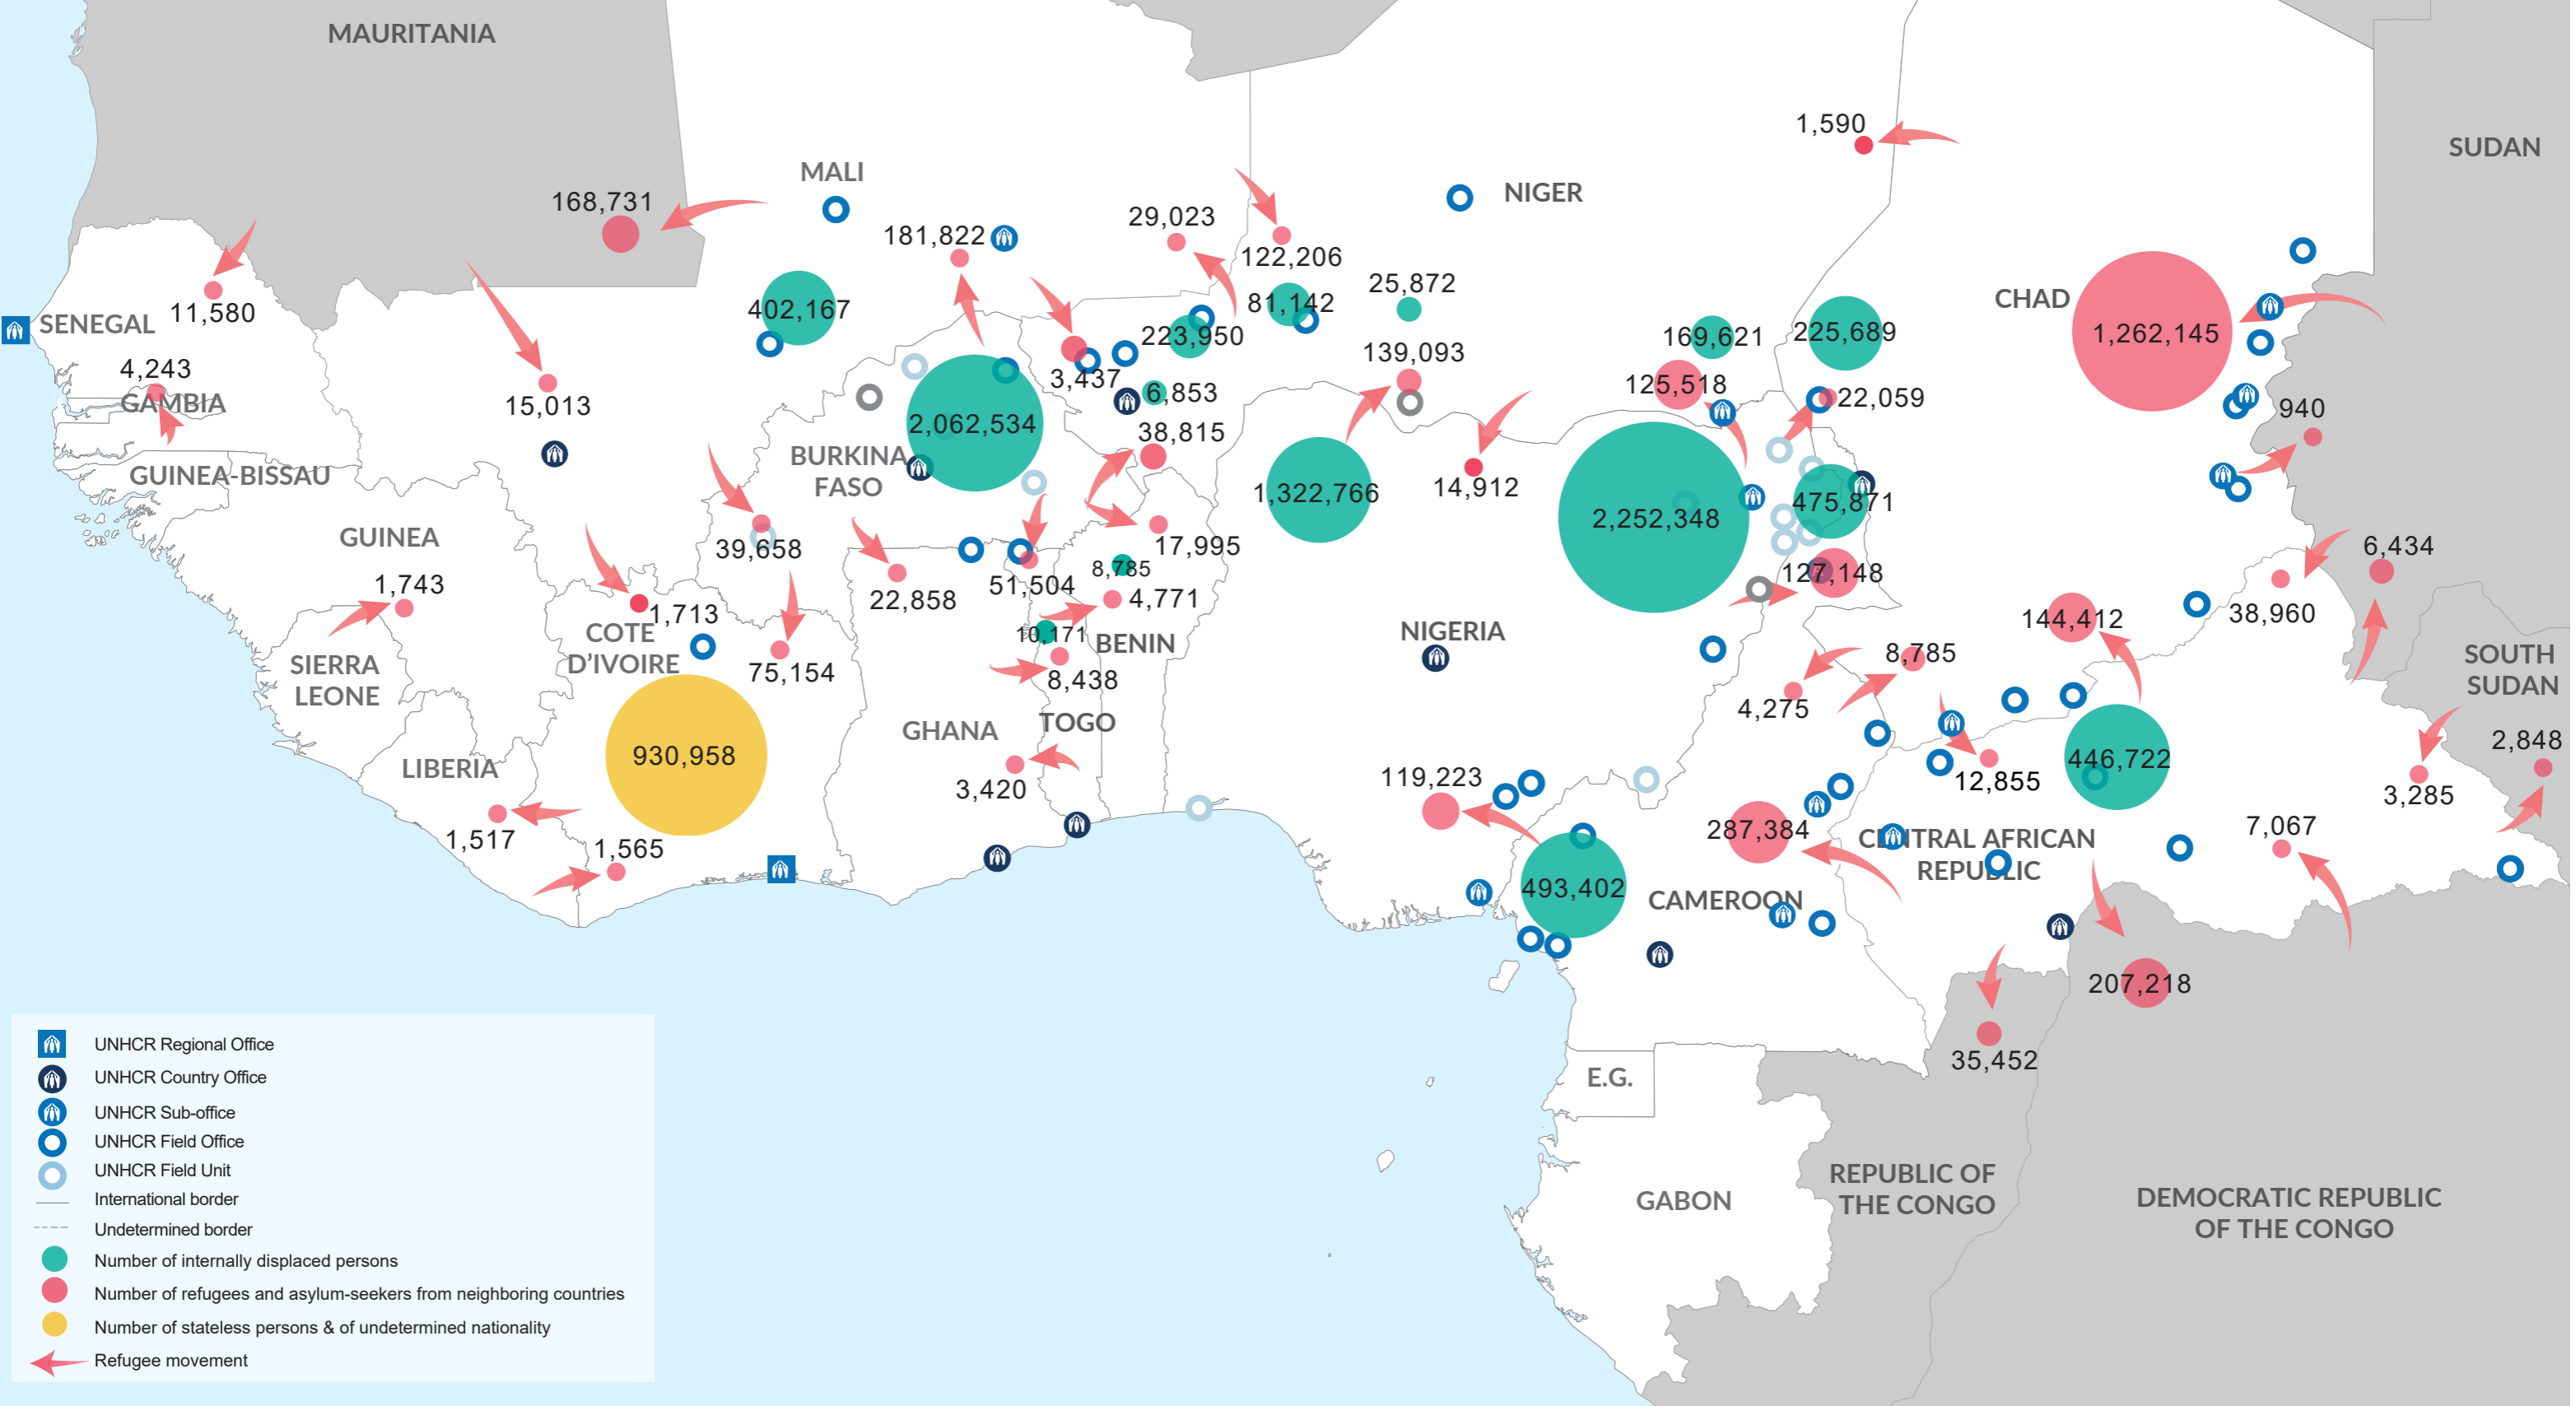 MAURITANIA
SUDAN
1,590
MALI
NIGER
168,731
181,822
29,023
122,206
25,872
81,142
SENEGAL
11,580
402,167
223,950
169,621
225,689
CHAD
1,262,145
139,093
4,243
GAMBIA
15,013
3,437
6,853
125,518
22,059
940
2,062,534
38,815
BURKINA
FASO
GUINEA-BISSAU
1,322,766
14,912
2,252,348
475,871
GUINEA
39,658
17,995
6,434
1,743
22,858
51,504
8,785
4,771
127,148
38,960
1,713
COTE
D'IVOIRE
10,171
BENIN
NIGERIA
144,412
SIERRA
LEONE
75,154
8,438
8,785
4,275
SOUTH
SUDAN
GHANA
TOGO
930,958
LIBERIA
446,722
2,848
3,420
119,223
12,855
3,285
1,517
1,565
287,384
CENTRAL AFRICAN
REPUBLIC
7,067
493,402
CAMEROON
207,218
35,452
E.G.
GABON
REPUBLIC OF
THE CONGO
DEMOCRATIC REPUBLIC
OF THE CONGO
UNHCR Regional Office
UNHCR Country Office
UNHCR Sub-office
UNHCR Field Office
UNHCR Field Unit
International border
Undetermined border
Number of internally displaced persons
Number of refugees and asylum-seekers from neighboring countries
Number of stateless persons & of undetermined nationality
Refugee movement